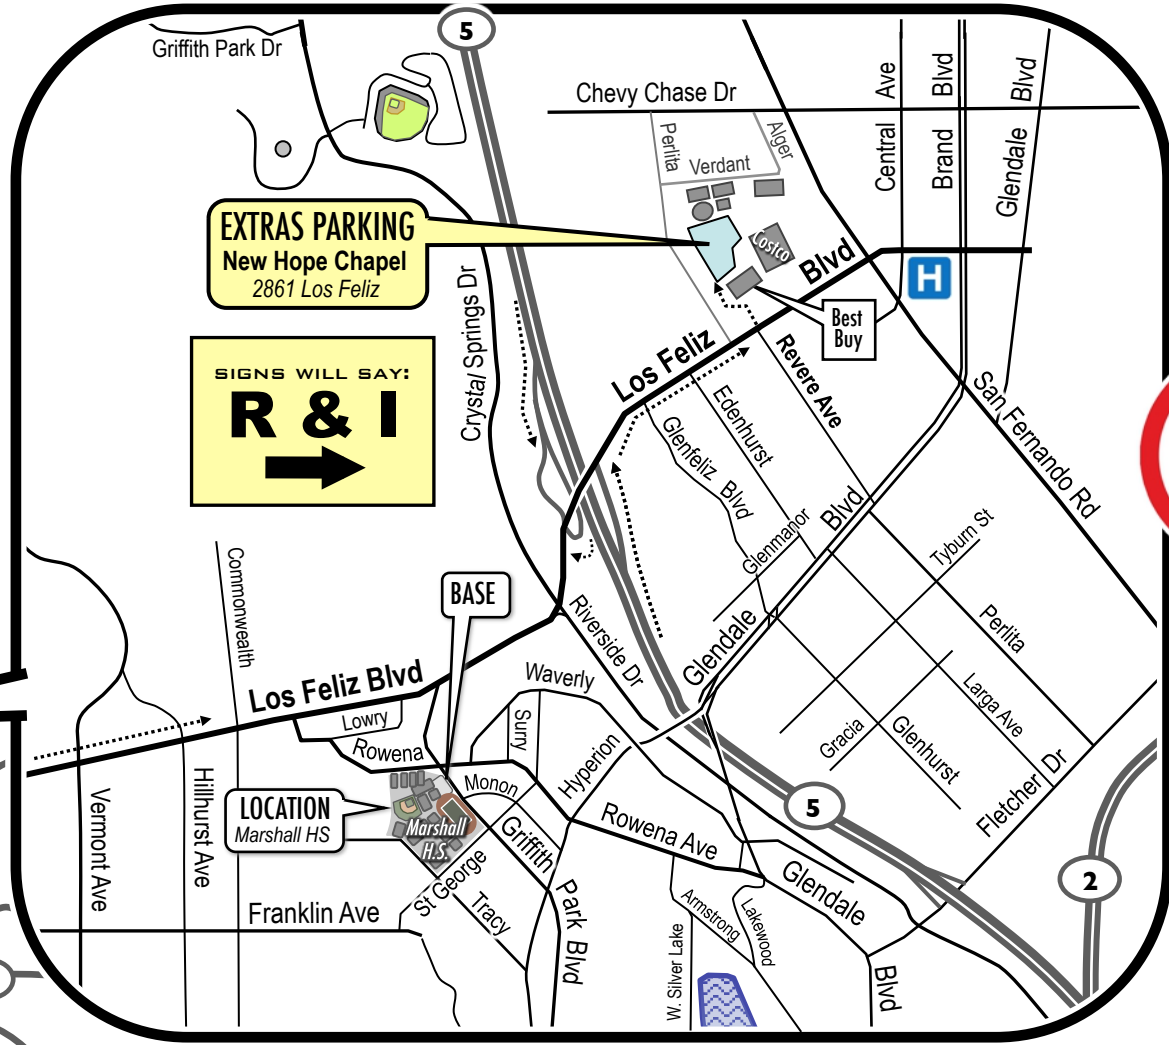 5
Griffith Park Dr
Chevy Chase Dr
Central Ave
Brand Blvd
Glendale Blvd
Perlita
Verdant
Alger
EXTRAS PARKING
New Hope Chapel
2861 Los Feliz
Costco
Los Feliz Blvd
H
Best
Buy
Crystal Springs Dr
SIGNS WILL SAY:
R & I
Revere Ave
Edenhurst
Glenfeliz Blvd
San Fernando Rd
Glenmanor
Glendale Blvd
Tyburn St
Commonwealth
BASE
Riverside Dr
Perlita
Los Feliz Blvd
Waverly
Larga Ave
Lowry
Surry
Rowena
Hyperion
Gracia
Glenhurst
Monon
Fletcher Dr
Vermont Ave
Hillhurst Ave
LOCATION
Marshall HS
Marshall
H.S.
5
Rowena Ave
Griffith Park Blvd
St George
Tracy
Glendale Blvd
2
Franklin Ave
Armstrong
Lakewood
W. Silver Lake